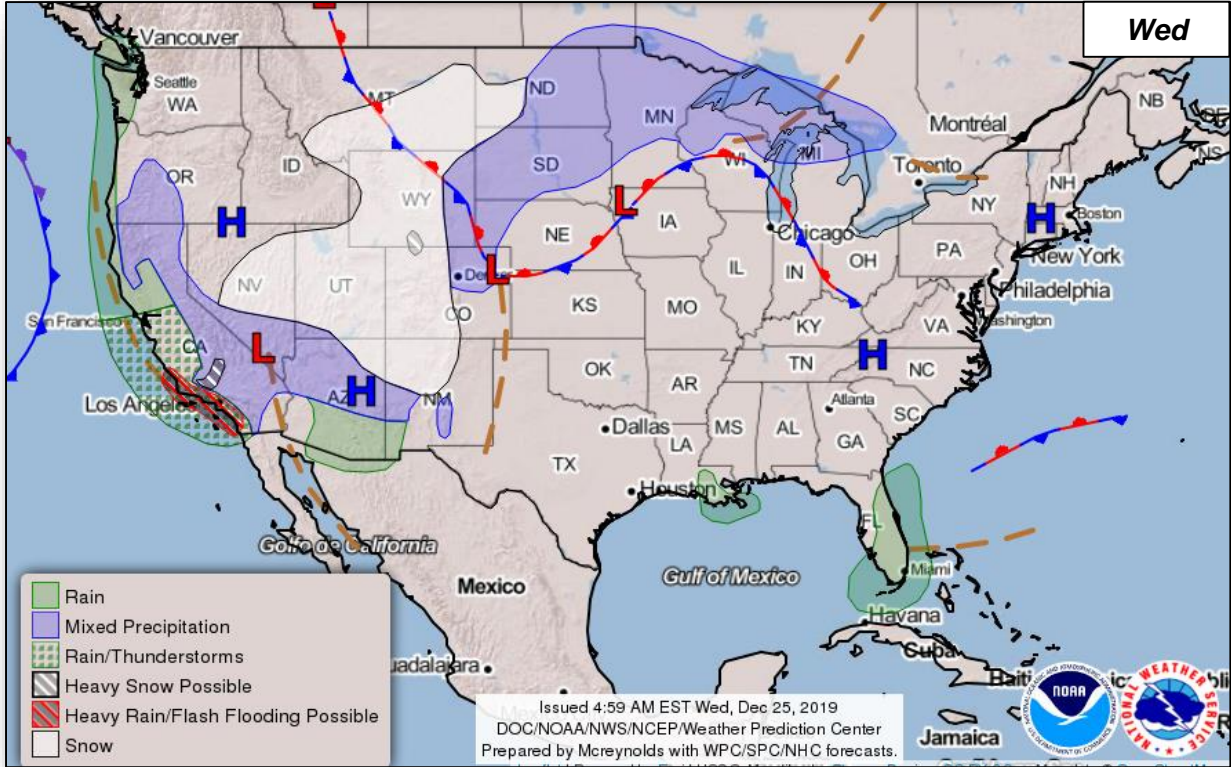 Wed
Vancouver
Seattle
WA
MT
ND
MN
Montréal
NB
NS
OR
ID
WY
SD
WI
MI
Toronto
NH
NY
Boston
H
H
L
L
NE
IA
Chicago
PA
New York
NV
UT
Denver
CO
IL
IN
OH
Philadelphia
Washington
San Francisco
CA
L
KS
MO
KY
VA
H
H
AZ
NM
OK
AR
TN
NC
Los Angeles
Atlanta
SC
Dallas
LA
MS
AL
GA
TX
Houston
FL
Golfo de California
Mexico
Gulf of Mexico
Miami
Havana
Cuba
Jamaica
Rain
Mixed Precipitation
Rain/Thunderstorms
Heavy Snow Possible
Heavy Rain/Flash Flooding Possible
Snow
Issued 4:59 AM EST Wed, Dec 25, 2019
DOC/NOAA/NWS/NCEP/Weather Prediction Center
Prepared by Mcreynolds with WPC/SPC/NHC forecasts.
NOAA
NATIONAL WEATHER SERVICE